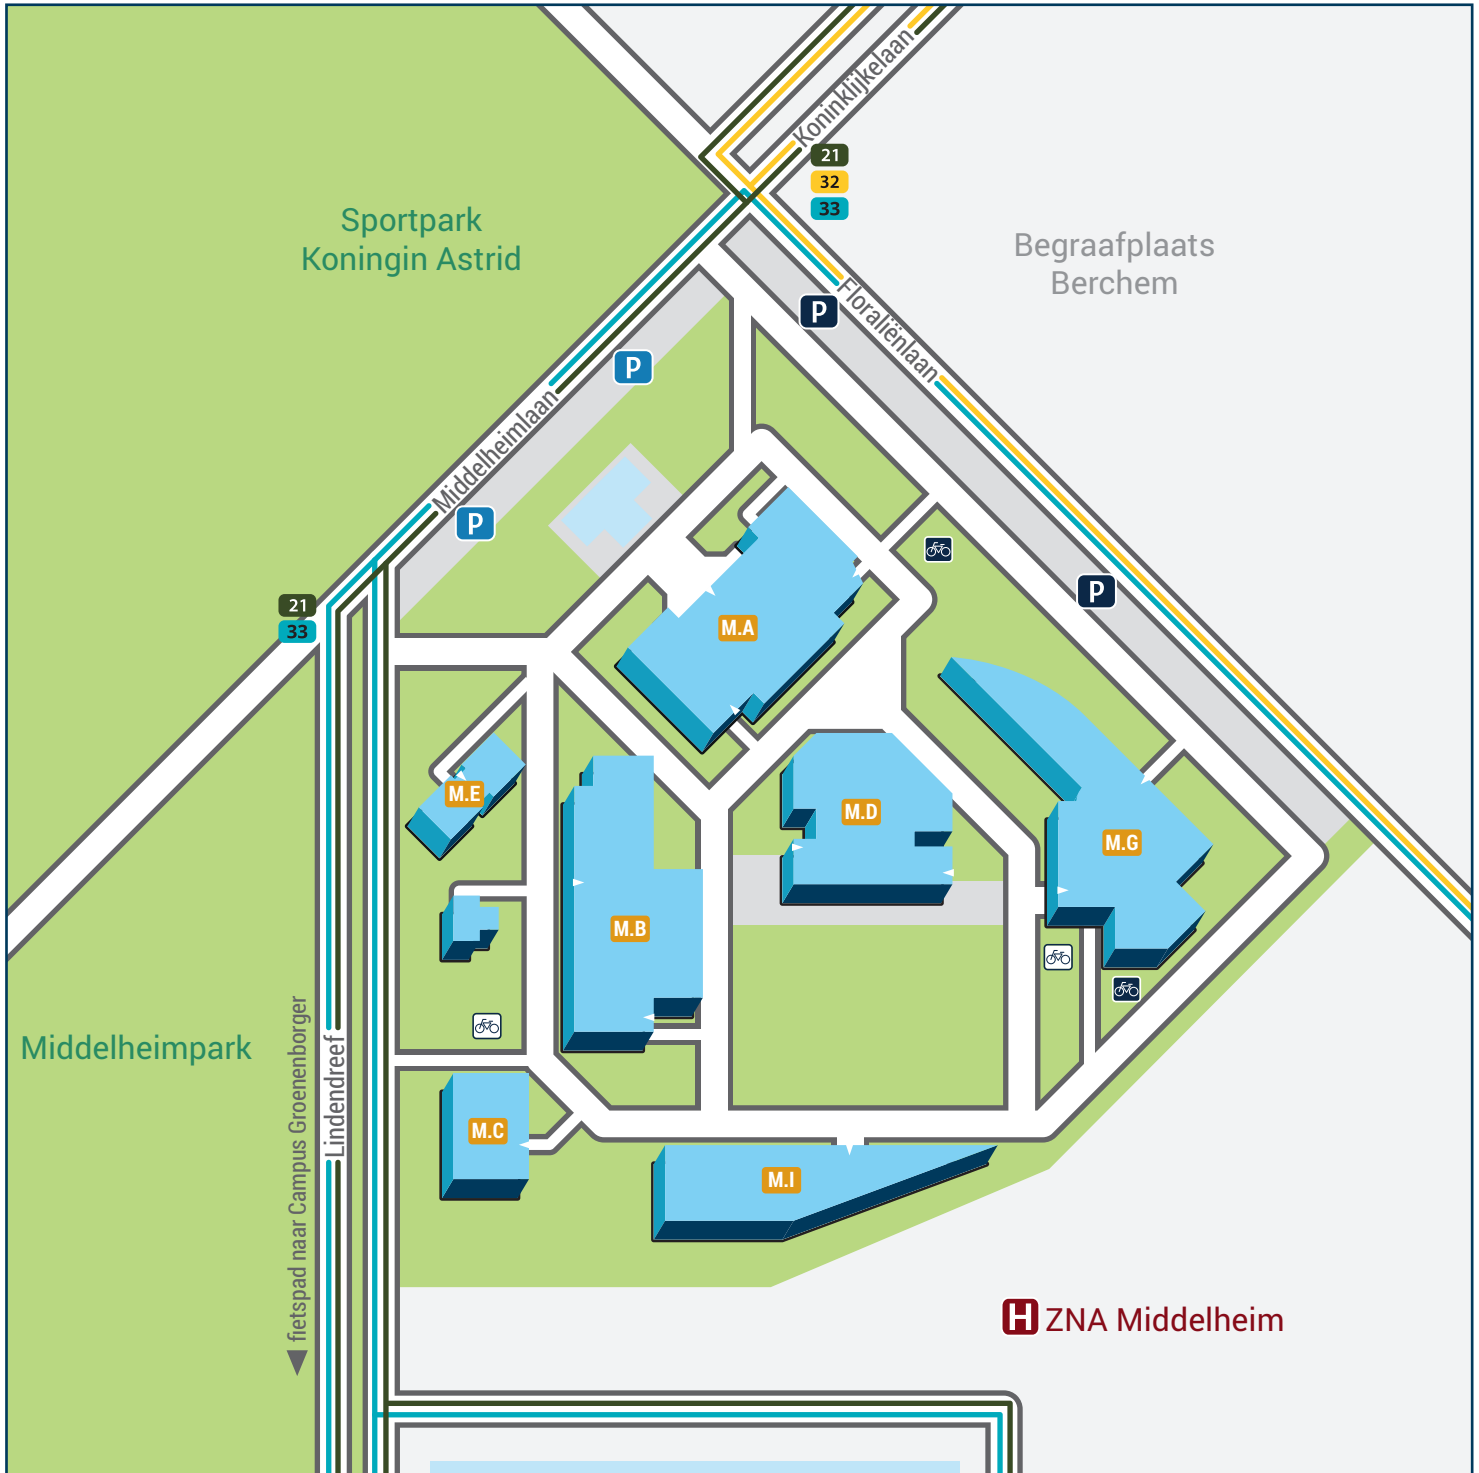 Koninklijkelaan
21
32
33
Sportpark
Koningin Astrid
Begraafplaats
Berchem
P
Floraliënlaan
P
Middelheimlaan
P
P
21
33
M.A
M.E
M.D
M.G
M.B
Middelheimpark
fietspad naar Campus Groenenborger
Lindendreef
M.C
M.I
H ZNA Middelheim